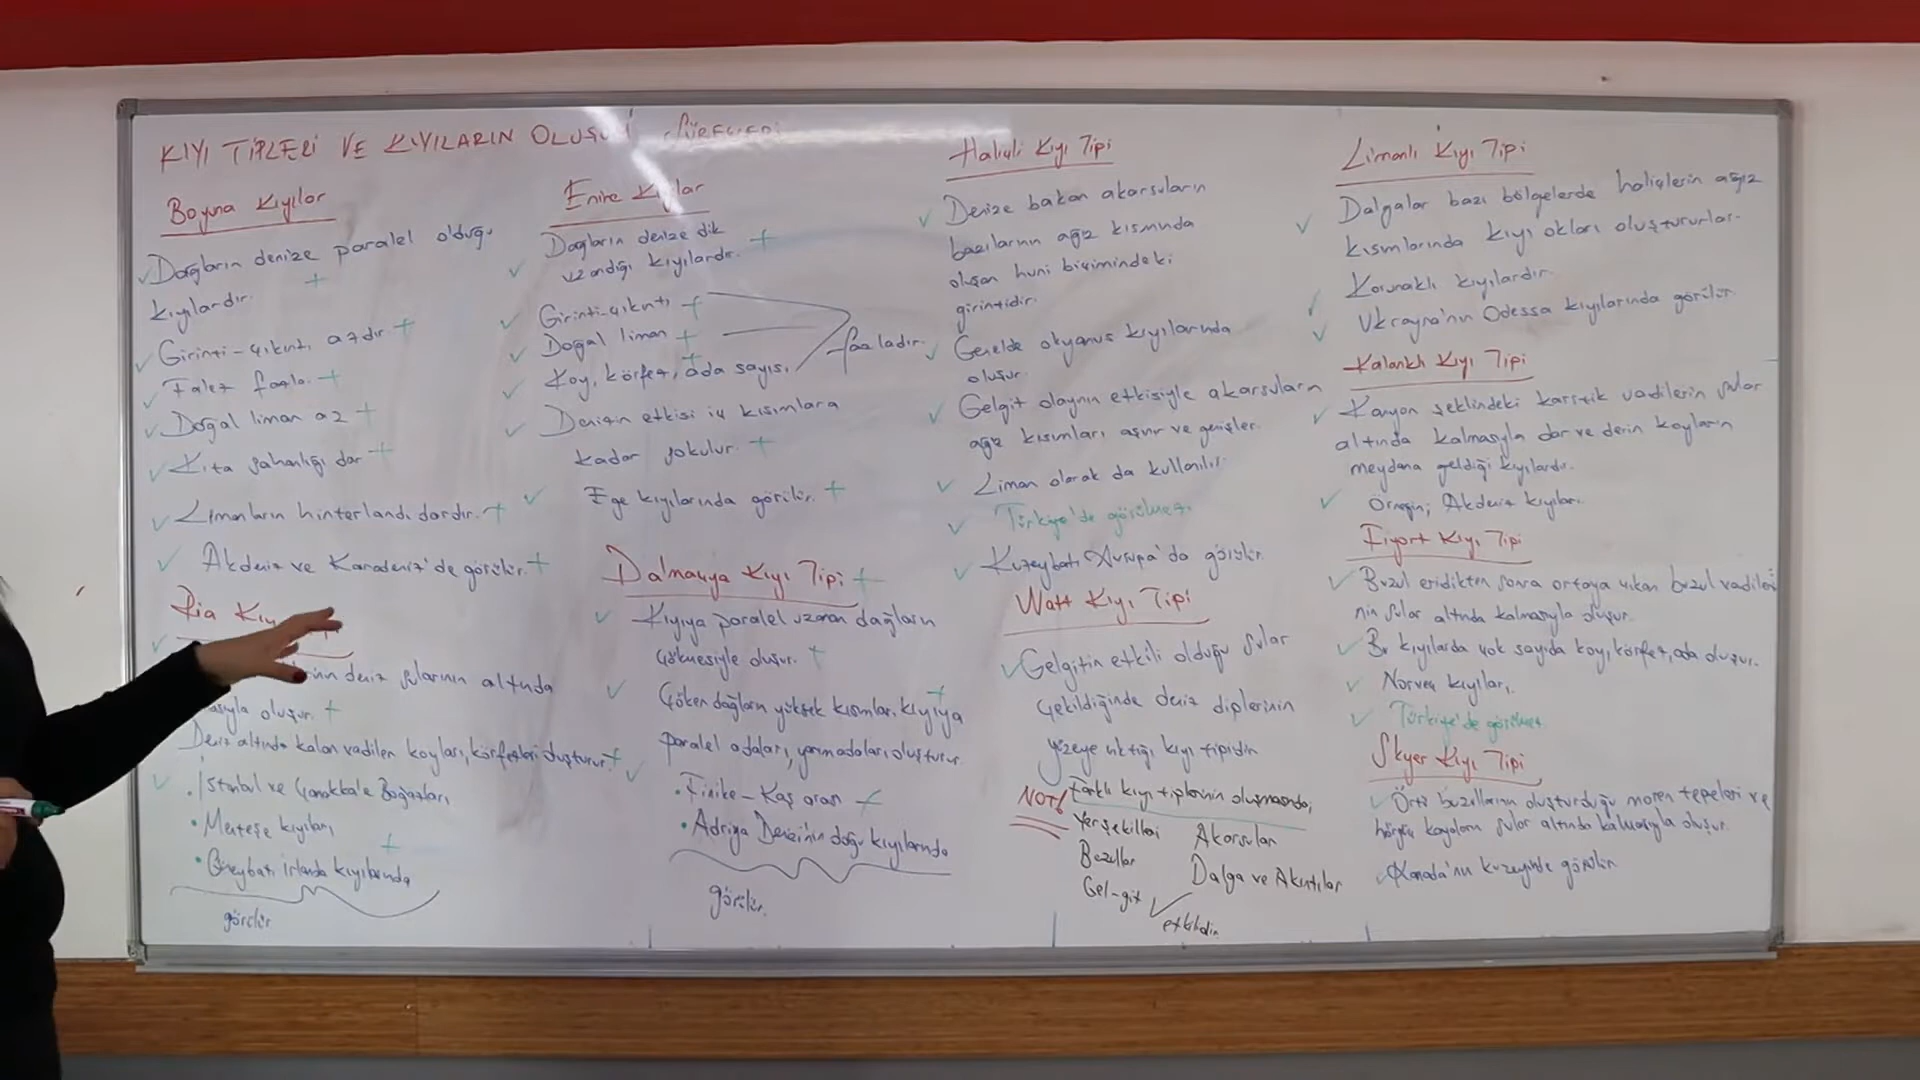 KIYI TİPLERİ VE KIYILARIN OLUŞU SÜREÇLERİ
Boyuna Kıyılar
Dağların denize paralel olduğu
kıyılardır. +
Girinti-çıkıntı azdır +
Falez fazla. +
Doğal liman az +
Kıta sahanlığı dar +
Limanların hinterlandı dardır. +
Akdeniz ve Karadeniz'de görülür. +
Ria Kıyı
deniz sularının altında
oluşur. +
Deniz altında kalan vadiler koyları, körfezleri oluşturur +
. İstanbul ve Çanakkale Boğazları,
• Menteşe kıyıları,
• Güneybatı İrlanda kıyılarında +
görülür
Enine Kıyılar
Dağların denize dik +
uzandığı kıyılardır.
Girinti-çıkıntı +
Doğal liman +
Koy, körfez, ada sayısı, +
fazladır.
Denizin etkisi iç kısımlara
kadar sokulur. +
Ege kıyılarında görülür. +
Dalmaçya Kıyı Tipi +
Kıyıya paralel uzanan dağların
çökmesiyle oluşur. +
Çöken dağların yüksek kısımları kıyıya +
paralel adaları, yarımadaları oluşturur.
• Finike-Kaş arası +
• Adriya Denizi'nin doğu kıyılarında
görülür.
Haliçli Kıyı Tipi
Denize bakan akarsuların
bazılarının ağız kısmında
oluşan huni biçimindeki
girintidir.
Genelde okyanus kıyılarında
oluşur.
Gelgit olayının etkisiyle akarsuların
ağız kısımları aşınır ve genişler.
Liman olarak da kullanılır.
Türkiye'de görülmez.
Kuzeybatı Avrupa'da görülür.
Watt Kıyı Tipi
Gelgitin etkili olduğu sular
çekildiğinde deniz diplerinin
yüzeye çıktığı kıyı tipidir
NOT! Farklı kıyı tiplerinin oluşmasında;
Yerşekilleri Akarsular
Buzullar Dalga ve Akıntılar
Gel-git
etkilidir.
Limanlı Kıyı Tipi
Dalgalar bazı bölgelerde haliçlerin ağız
kısımlarında kıyı okları oluştururlar.
Korunaklı kıyılardır.
Ukrayna'nın Odessa kıyılarında görülür.
Kalanklı Kıyı Tipi
Kanyon şeklindeki karstik vadilerin sular
altında kalmasıyla dar ve derin koyların
meydana geldiği kıyılardır.
Örneğin; Akdeniz kıyıları.
Fiyort Kıyı Tipi
Buzul eridikten sonra ortaya çıkan buzul vadileri
nin sular altında kalmasıyla oluşur.
Bu kıyılarda çok sayıda koy, körfez, ada oluşur.
Norveç kıyıları,
Türkiye'de görülmez.
Skyer Kıyı Tipi
Örtü buzullarının oluşturduğu moren tepeleri ve
hörgüç kayaların sular altında kalmasıyla oluşur.
Kanada'nın kuzeyinde görülür.